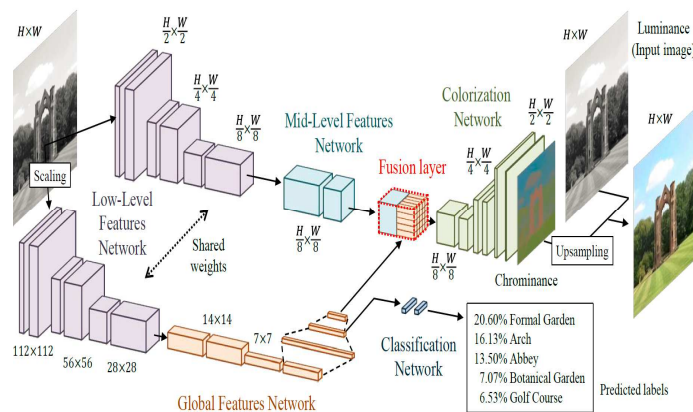 H×W
Scaling
H/2 × W/2
H/4 × W/4
H/8 × W/8
Low-Level
Features
Network
Shared
weights
112×112
56×56
28×28
Mid-Level Features
Network
H/8 × W/8
Fusion layer
14×14
7×7
Global Features Network
Colorization
Network
H/8 × W/8
H/4 × W/4
H/2 × W/2
Chrominance
H×W
Luminance
(Input image)
H×W
Upsampling
Classification
Network
20.60% Formal Garden
16.13% Arch
13.50% Abbey
7.07% Botanical Garden
6.53% Golf Course
Predicted labels